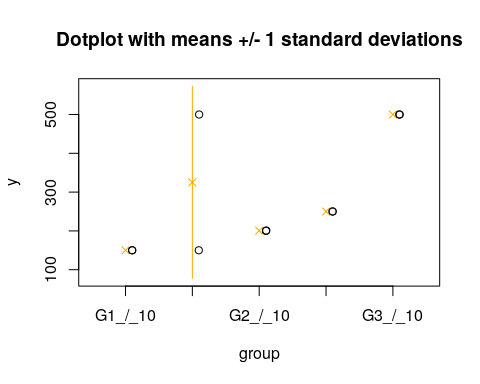 Dotplot with means +/- 1 standard deviations
500
300
100
y
G1_/_10 G2_/_10 G3_/_10
group